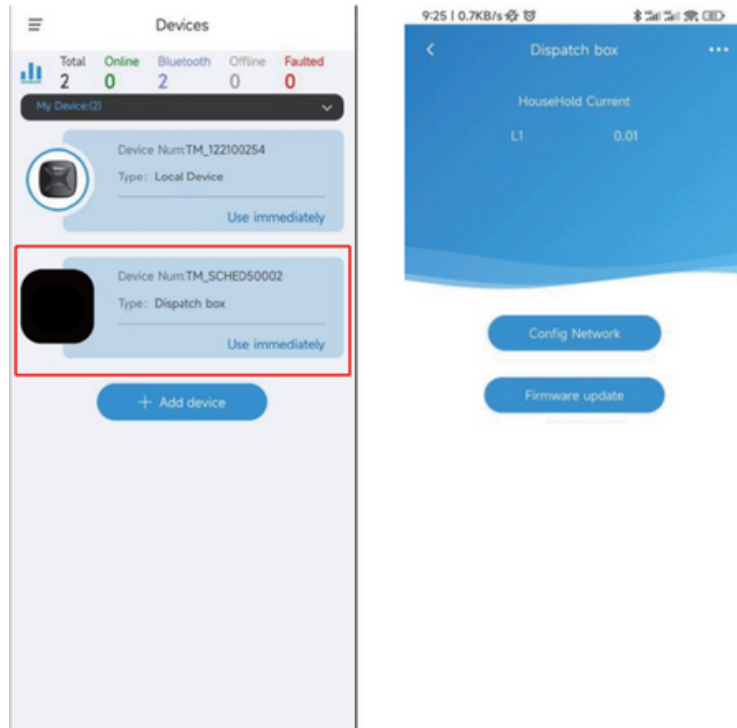 Devices
Total Online Bluetooth Offline Faulted
2 0 2 0 0
My Device:(2)
Device Num:TM_122100254
Type: Local Device
Use immediately
Device Num:TM_SCHED50002
Type: Dispatch box
Use immediately
+ Add device
9:25 | 0.7KB/s
Dispatch box
HouseHold Current
L1 0.01
Config Network
Firmware update